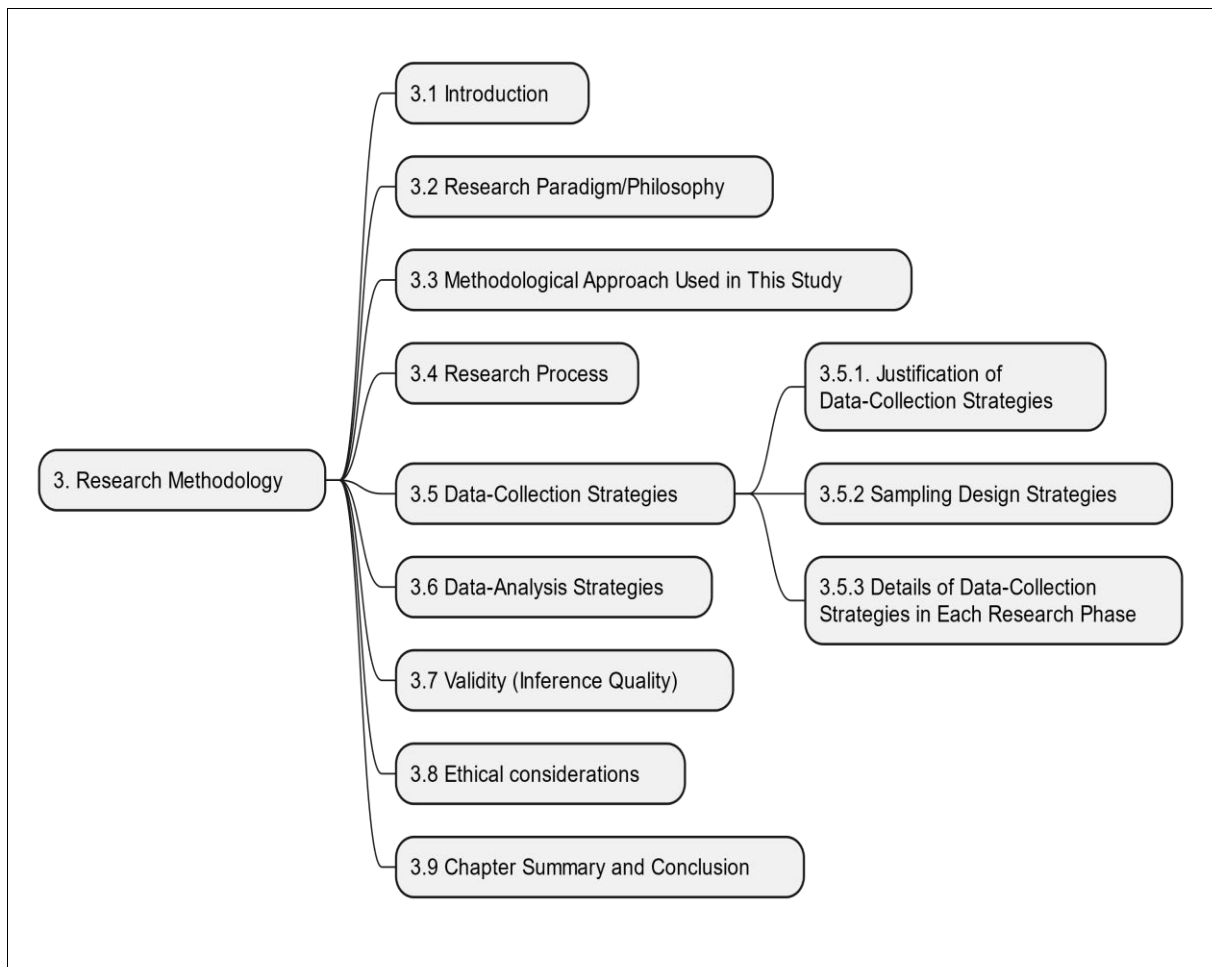 3. Research Methodology
3.1 Introduction
3.2 Research Paradigm/Philosophy
3.3 Methodological Approach Used in This Study
3.4 Research Process
3.5 Data-Collection Strategies
3.5.1. Justification of
Data-Collection Strategies
3.5.2 Sampling Design Strategies
3.5.3 Details of Data-Collection
Strategies in Each Research Phase
3.6 Data-Analysis Strategies
3.7 Validity (Inference Quality)
3.8 Ethical considerations
3.9 Chapter Summary and Conclusion